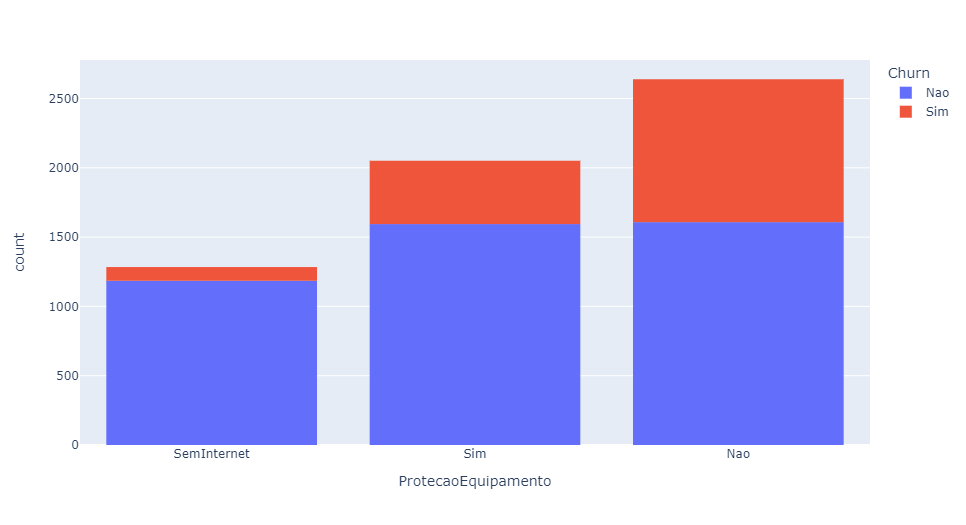 Churn
Nao
Sim
2500
2000
1500
1000
500
0
count
SemInternet
Sim
Nao
ProtecaoEquipamento